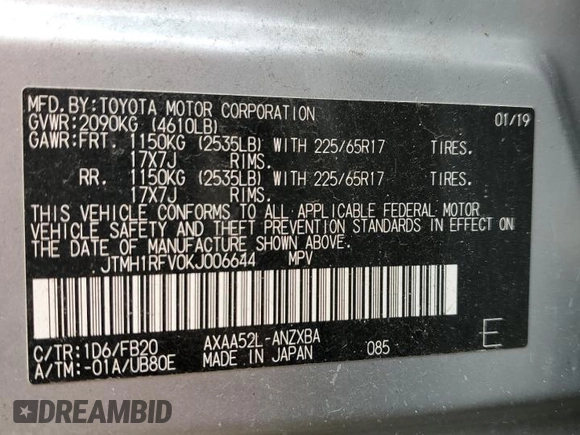 MFD.BY:TOYOTA MOTOR CORPORATION 01/19
GVWR:2090KG (4610LB)
GAWR:FRT. 1150KG (2535LB) WITH 225/65R17 TIRES.
17X7J RIMS.
RR. 1150KG (2535LB) WITH 225/65R17 TIRES.
17X7J RIMS.
THIS VEHICLE CONFORMS TO ALL APPLICABLE FEDERAL MOTOR
VEHICLE SAFETY AND THEFT PREVENTION STANDARDS IN EFFECT ON
THE DATE OF MANUFACTURE SHOWN ABOVE.
JTMH1RFV0KJ006644 MPV
C/TR:1D6/FB20 AXAA52L-ANZXBA
A/TM:-01A/UB80E MADE IN JAPAN 085 E
DREAMBID